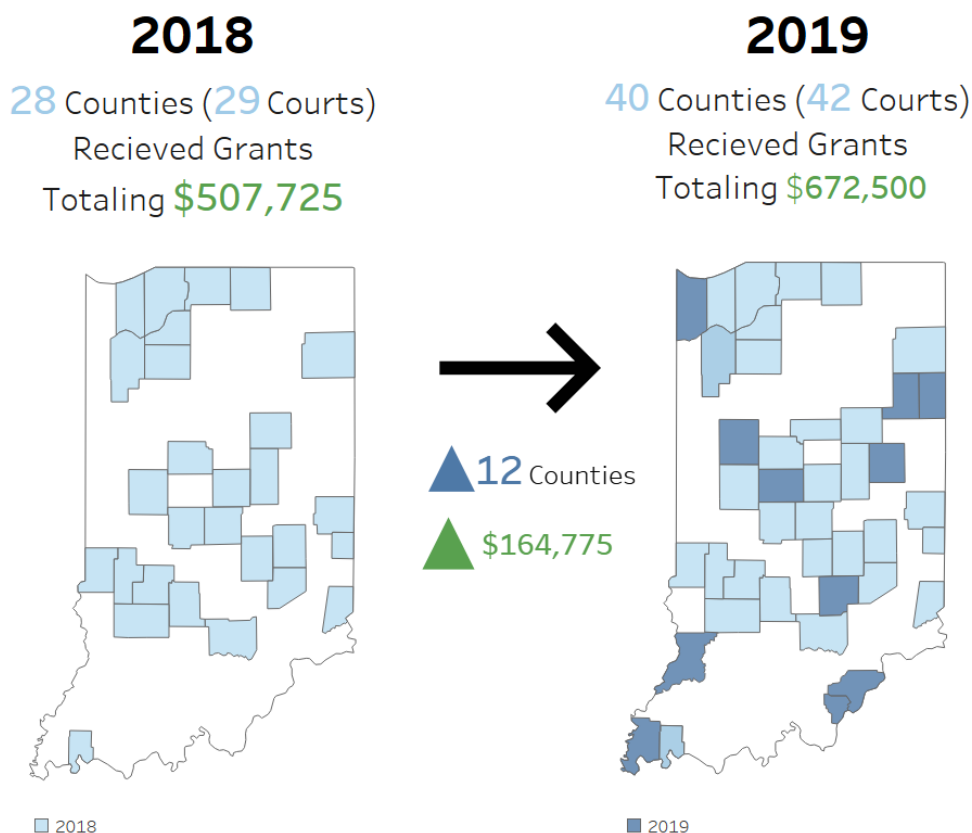 2018
28 Counties (29 Courts)
Recieved Grants
Totaling $507,725
2019
40 Counties (42 Courts)
Recieved Grants
Totaling $672,500
12 Counties
$164,775
2018
2019